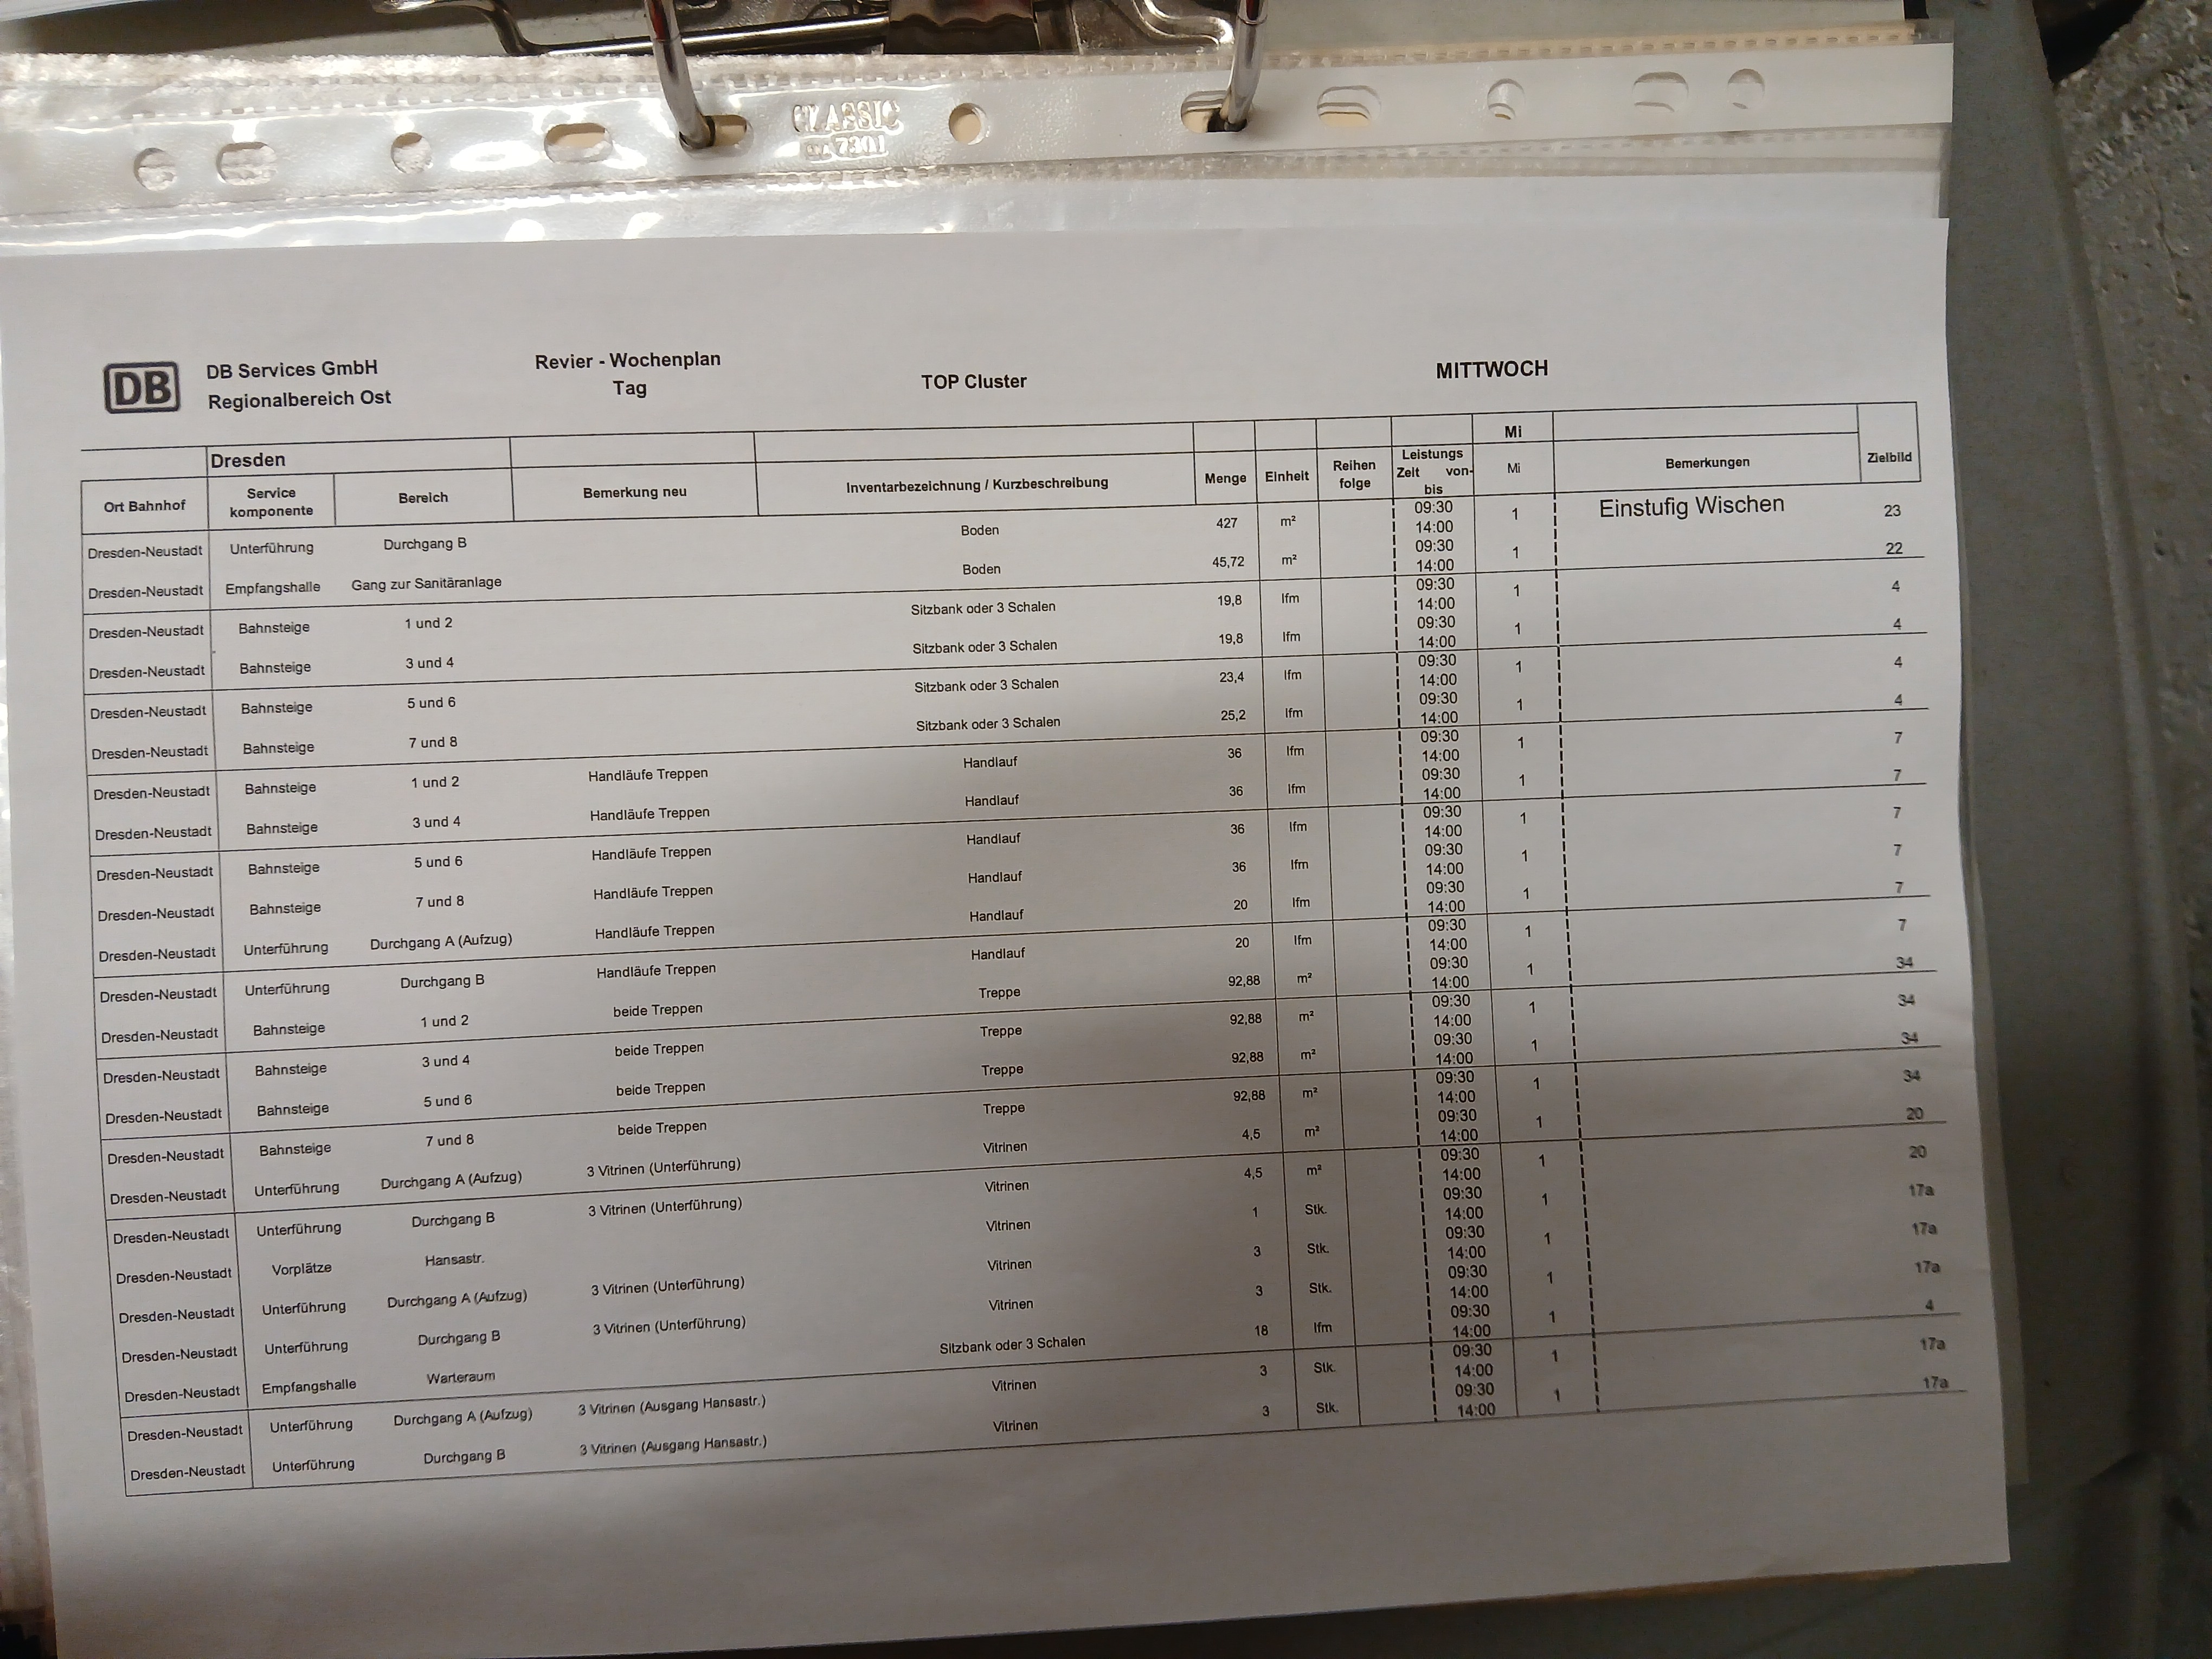 CLASSIC
7801
DB
DB Services GmbH
Regionalbereich Ost
Revier - Wochenplan
Tag
TOP Cluster
MITTWOCH
Dresden Mi
Ort Bahnhof Service komponente Bereich Bemerkung neu Inventarbezeichnung / Kurzbeschreibung Menge Einheit Reihen folge Leistungs Zeit von- bis Mi Bemerkungen Zielbild
Dresden-Neustadt Unterführung Durchgang B Boden 427 m² 09:30 14:00 1 Einstufig Wischen 23
Dresden-Neustadt Empfangshalle Gang zur Sanitäranlage Boden 45,72 m² 09:30 14:00 1 22
Dresden-Neustadt Bahnsteige 1 und 2 Sitzbank oder 3 Schalen 19,8 lfm 09:30 14:00 1 4
Dresden-Neustadt Bahnsteige 3 und 4 Sitzbank oder 3 Schalen 19,8 lfm 09:30 14:00 1 4
Dresden-Neustadt Bahnsteige 5 und 6 Sitzbank oder 3 Schalen 23,4 lfm 09:30 14:00 1 4
Dresden-Neustadt Bahnsteige 7 und 8 Sitzbank oder 3 Schalen 25,2 lfm 09:30 14:00 1 4
Dresden-Neustadt Bahnsteige 1 und 2 Handläufe Treppen Handlauf 36 lfm 09:30 14:00 1 7
Dresden-Neustadt Bahnsteige 3 und 4 Handläufe Treppen Handlauf 36 lfm 09:30 14:00 1 7
Dresden-Neustadt Bahnsteige 5 und 6 Handläufe Treppen Handlauf 36 lfm 09:30 14:00 1 7
Dresden-Neustadt Bahnsteige 7 und 8 Handläufe Treppen Handlauf 36 lfm 09:30 14:00 1 7
Dresden-Neustadt Unterführung Durchgang A (Aufzug) Handläufe Treppen Handlauf 20 lfm 09:30 14:00 1 7
Dresden-Neustadt Unterführung Durchgang B Handläufe Treppen Handlauf 20 lfm 09:30 14:00 1 7
Dresden-Neustadt Bahnsteige 1 und 2 beide Treppen Treppe 92,88 m² 09:30 14:00 1 34
Dresden-Neustadt Bahnsteige 3 und 4 beide Treppen Treppe 92,88 m² 09:30 14:00 1 34
Dresden-Neustadt Bahnsteige 5 und 6 beide Treppen Treppe 92,88 m² 09:30 14:00 1 34
Dresden-Neustadt Bahnsteige 7 und 8 beide Treppen Treppe 92,88 m² 09:30 14:00 1 34
Dresden-Neustadt Unterführung Durchgang A (Aufzug) 3 Vitrinen (Unterführung) Vitrinen 4,5 m² 09:30 14:00 1 20
Dresden-Neustadt Unterführung Durchgang B 3 Vitrinen (Unterführung) Vitrinen 4,5 m² 09:30 14:00 1 20
Dresden-Neustadt Vorplätze Hansastr. Vitrinen 1 Stk. 09:30 14:00 1 17a
Dresden-Neustadt Unterführung Durchgang A (Aufzug) 3 Vitrinen (Unterführung) Vitrinen 3 Stk. 09:30 14:00 1 17a
Dresden-Neustadt Unterführung Durchgang B 3 Vitrinen (Unterführung) Vitrinen 3 Stk. 09:30 14:00 1 17a
Dresden-Neustadt Empfangshalle Warteraum Sitzbank oder 3 Schalen 18 lfm 09:30 14:00 1 4
Dresden-Neustadt Unterführung Durchgang A (Aufzug) 3 Vitrinen (Ausgang Hansastr.) Vitrinen 3 Stk. 09:30 14:00 1 17a
Dresden-Neustadt Unterführung Durchgang B 3 Vitrinen (Ausgang Hansastr.) Vitrinen 3 Stk. 09:30 14:00 1 17a